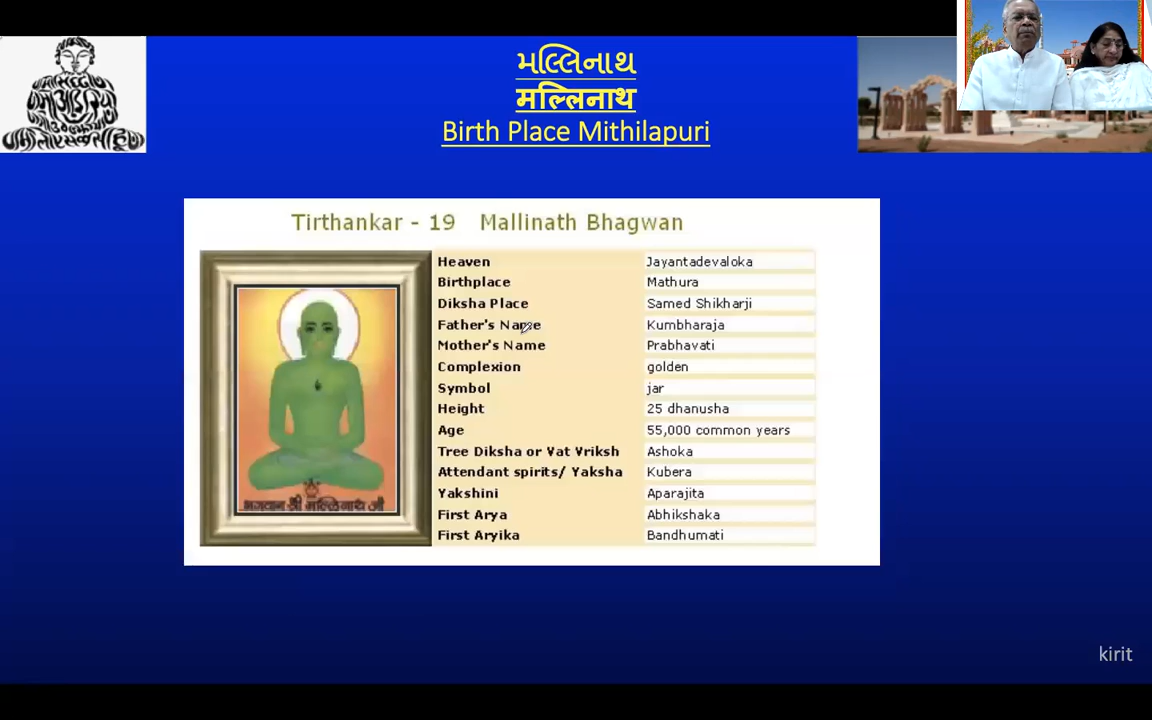 મલ્લિનાથ
मल्लिनाथ
Birth Place Mithilapuri
Tirthankar - 19 Mallinath Bhagwan
Heaven Jayantadevaloka
Birthplace Mathura
Diksha Place Samed Shikharji
Father's Name Kumbharaja
Mother's Name Prabhavati
Complexion golden
Symbol jar
Height 25 dhanusha
Age 55,000 common years
Tree Diksha or Vat Vriksh Ashoka
Attendant spirits/ Yaksha Kubera
Yakshini Aparajita
First Arya Abhikshaka
First Aryika Bandhumati
भगवान श्री मल्लिनाथ जी
kirit